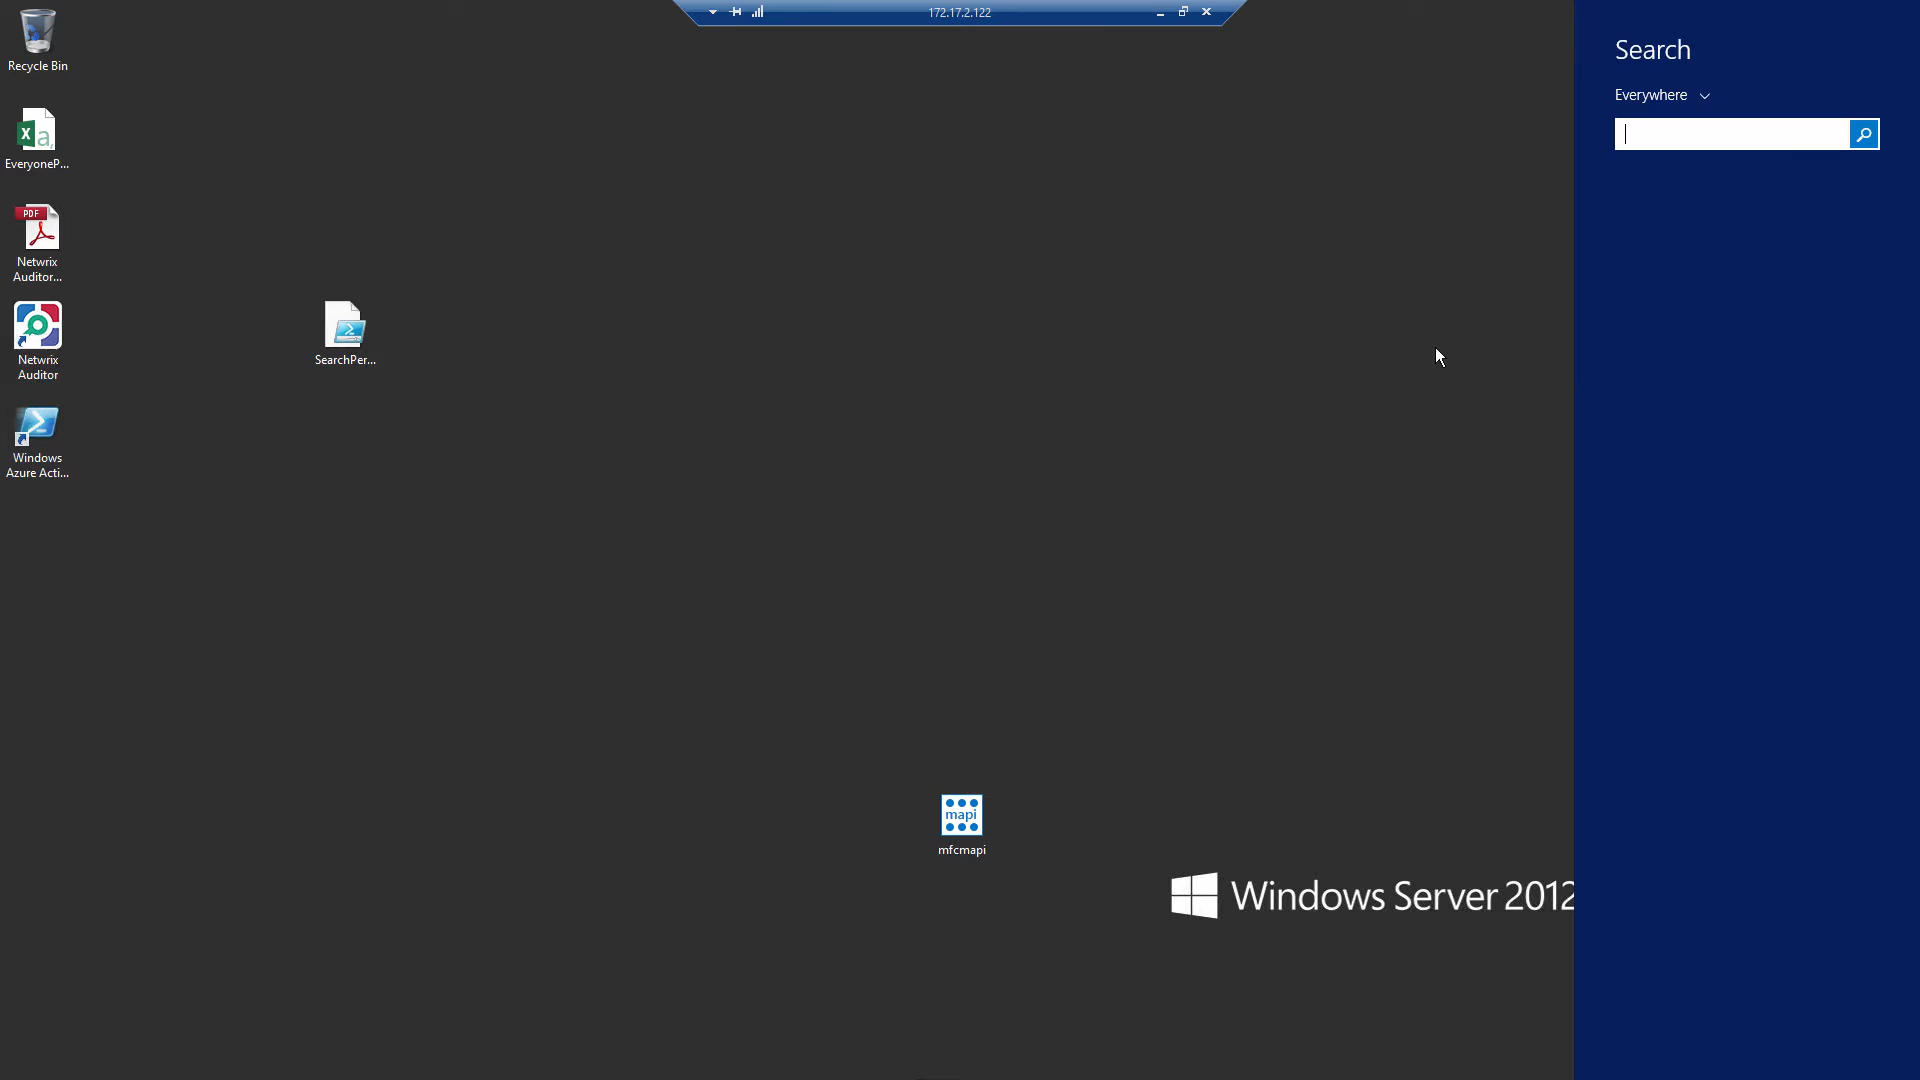 172.17.2.122
Search
Everywhere
Recycle Bin
EveryoneP...
PDF
Netwrix
Auditor...
Netwrix
Auditor
SearchPer...
Windows
Azure Acti...
mapi
mfcmapi
Windows Server 2012